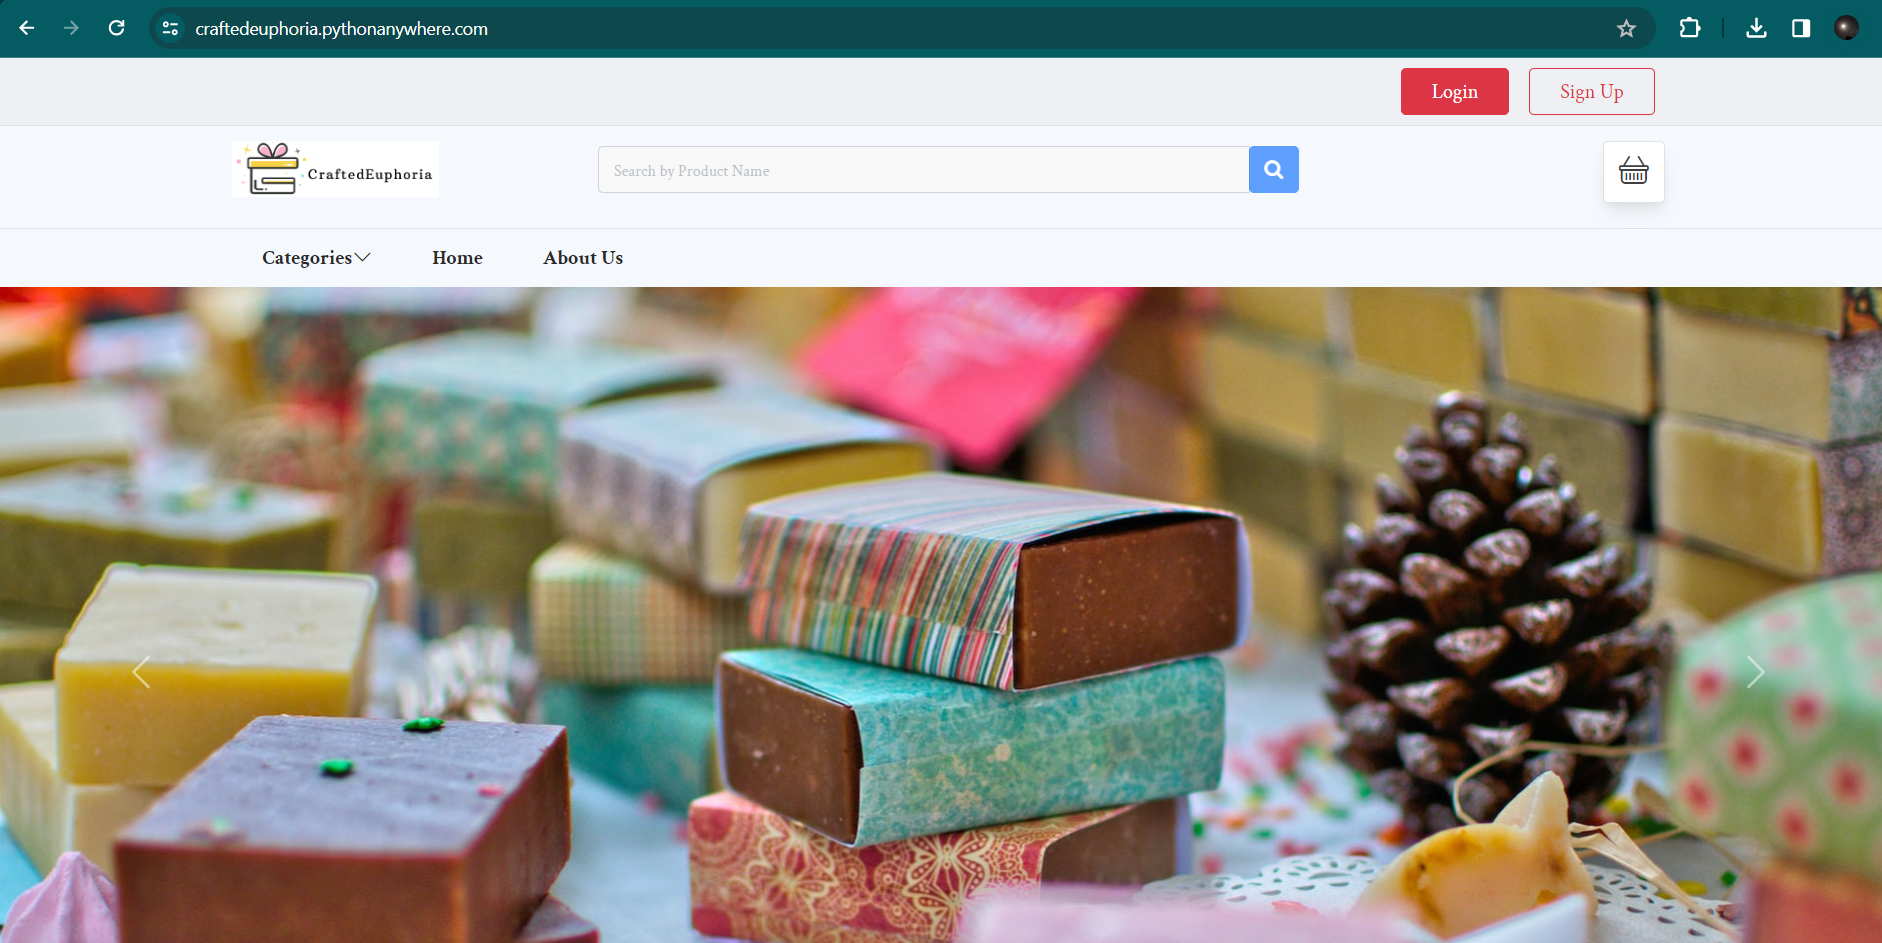 craftedeuphoria.pythonanywhere.com
Login
Sign Up
CraftedEuphoria
Search by Product Name
Categories
Home
About Us